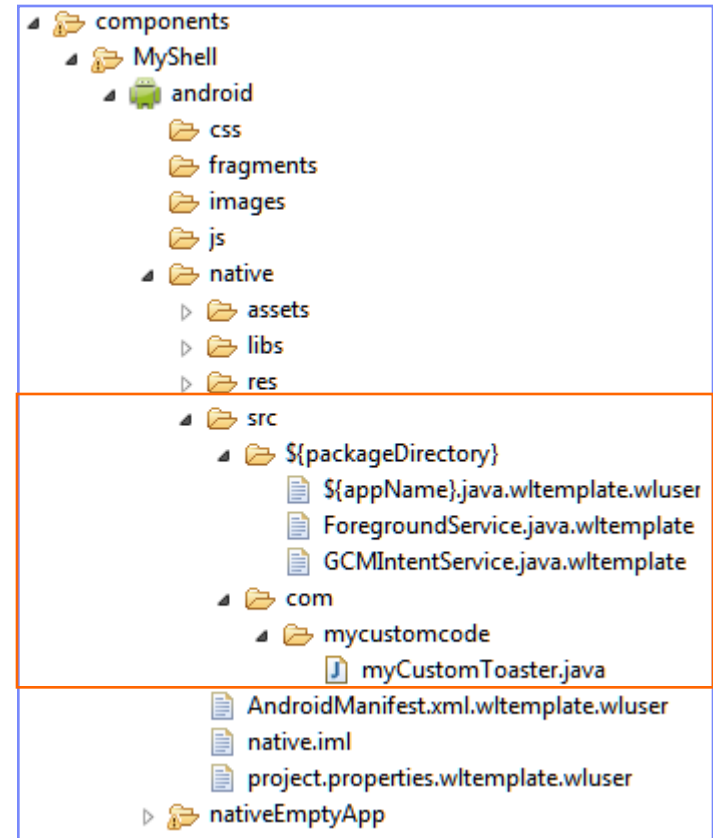 components
MyShell
android
css
fragments
images
js
native
assets
libs
res
src
${packageDirectory}
${appName}.java.wltemplate.wluser
ForegroundService.java.wltemplate
GCMIntentService.java.wltemplate
com
mycustomcode
myCustomToaster.java
AndroidManifest.xml.wltemplate.wluser
native.iml
project.properties.wltemplate.wluser
nativeEmptyApp